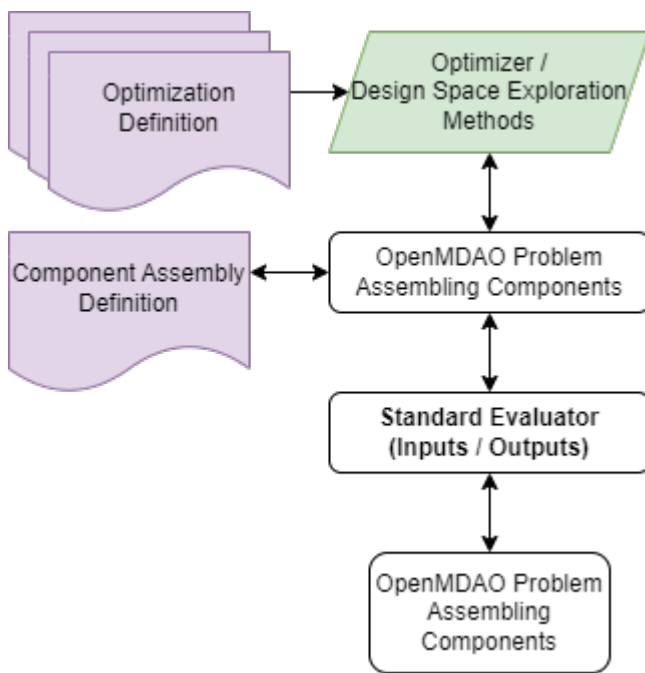 Optimization
Definition
Optimizer /
Design Space Exploration
Methods
Component Assembly
Definition
OpenMDAO Problem
Assembling Components
Standard Evaluator
(Inputs / Outputs)
OpenMDAO Problem
Assembling
Components